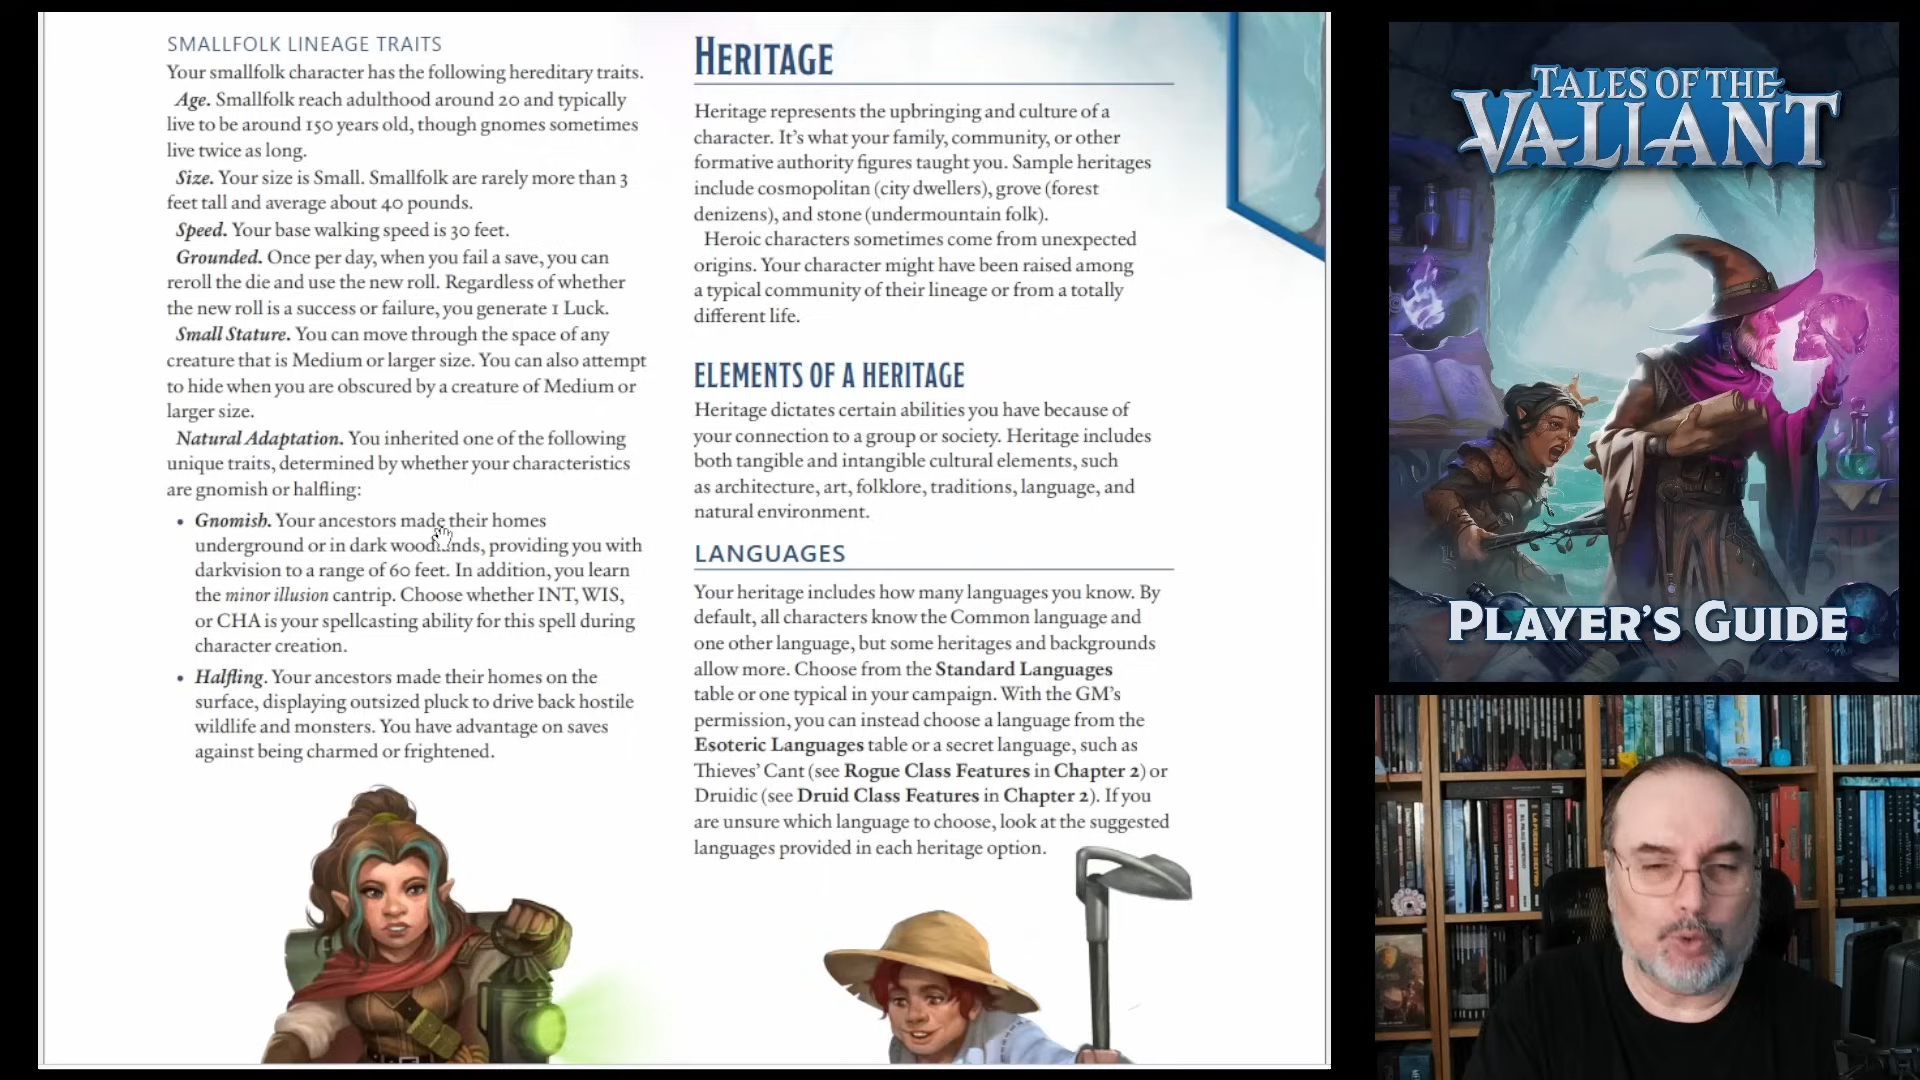 SMALLFOLK LINEAGE TRAITS
Your smallfolk character has the following hereditary traits.
Age. Smallfolk reach adulthood around 20 and typically
live to be around 150 years old, though gnomes sometimes
live twice as long.
Size. Your size is Small. Smallfolk are rarely more than 3
feet tall and average about 40 pounds.
Speed. Your base walking speed is 30 feet.
Grounded. Once per day, when you fail a save, you can
reroll the die and use the new roll. Regardless of whether
the new roll is a success or failure, you generate 1 Luck.
Small Stature. You can move through the space of any
creature that is Medium or larger size. You can also attempt
to hide when you are obscured by a creature of Medium or
larger size.
Natural Adaptation. You inherited one of the following
unique traits, determined by whether your characteristics
are gnomish or halfling:
• Gnomish. Your ancestors made their homes
underground or in dark woodlands, providing you with
darkvision to a range of 60 feet. In addition, you learn
the minor illusion cantrip. Choose whether INT, WIS,
or CHA is your spellcasting ability for this spell during
character creation.
• Halfling. Your ancestors made their homes on the
surface, displaying outsized pluck to drive back hostile
wildlife and monsters. You have advantage on saves
against being charmed or frightened.
HERITAGE
Heritage represents the upbringing and culture of a
character. It's what your family, community, or other
formative authority figures taught you. Sample heritages
include cosmopolitan (city dwellers), grove (forest
denizens), and stone (undermountain folk).
Heroic characters sometimes come from unexpected
origins. Your character might have been raised among
a typical community of their lineage or from a totally
different life.
ELEMENTS OF A HERITAGE
Heritage dictates certain abilities you have because of
your connection to a group or society. Heritage includes
both tangible and intangible cultural elements, such
as architecture, art, folklore, traditions, language, and
natural environment.
LANGUAGES
Your heritage includes how many languages you know. By
default, all characters know the Common language and
one other language, but some heritages and backgrounds
allow more. Choose from the Standard Languages
table or one typical in your campaign. With the GM's
permission, you can instead choose a language from the
Esoteric Languages table or a secret language, such as
Thieves' Cant (see Rogue Class Features in Chapter 2) or
Druidic (see Druid Class Features in Chapter 2). If you
are unsure which language to choose, look at the suggested
languages provided in each heritage option.
TALES OF THE
VALIANT
PLAYER'S GUIDE